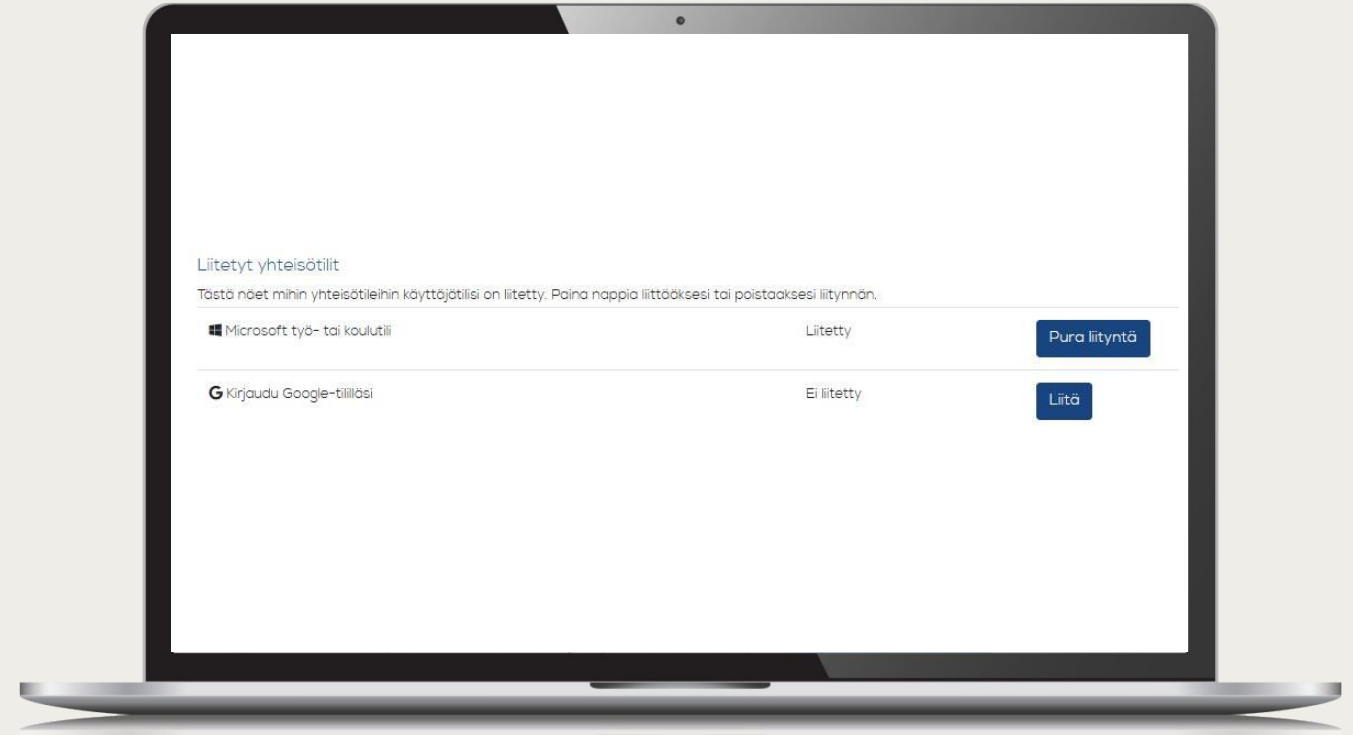 Liitetyt yhteisötilit
Tästä näet mihin yhteisötileihin käyttäjätilisi on liitetty. Paina nappia liittääksesi tai poistaaksesi liitynnän.
Microsoft työ- tai koulutili Liitetty Pura liityntä
G Kirjaudu Google-tililläsi Ei liitetty Liitä